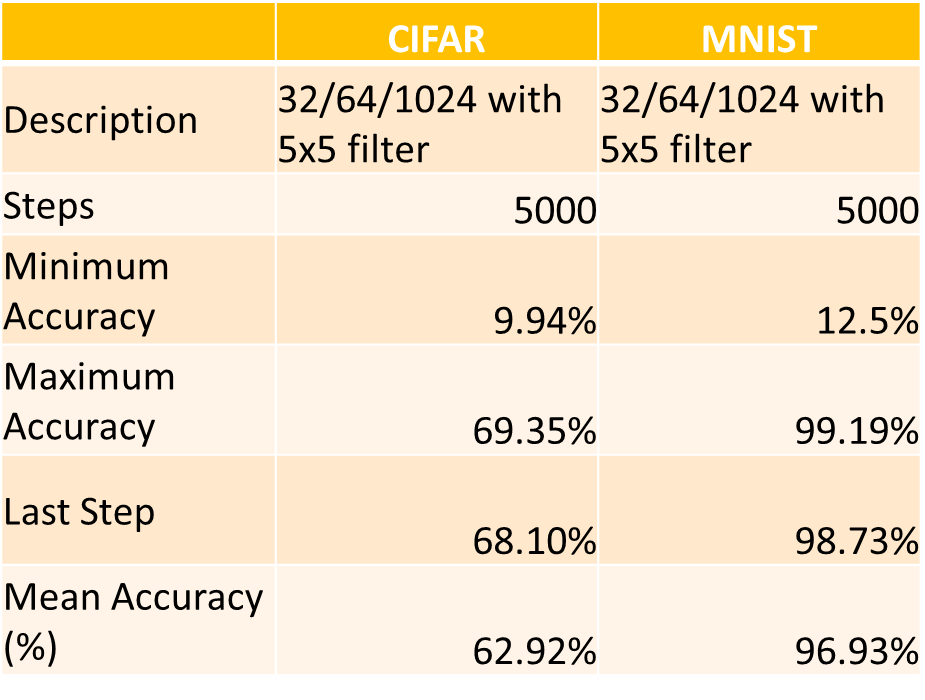 CIFAR MNIST
Description 32/64/1024 with 5x5 filter 32/64/1024 with 5x5 filter
Steps 5000 5000
Minimum Accuracy 9.94% 12.5%
Maximum Accuracy 69.35% 99.19%
Last Step 68.10% 98.73%
Mean Accuracy (%) 62.92% 96.93%